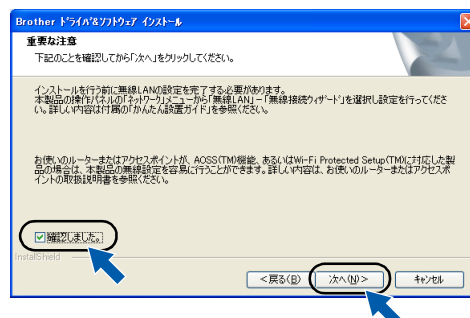 Brother ﾄﾞﾗｲﾊﾞ&ｿﾌﾄｳｪｱ ｲﾝｽﾄｰﾙ
重要な注意
下記のことを確認してから｢次へ｣をクリックしてください。
インストールを行う前に無線LANの設定を完了する必要があります。
本製品の操作パネルの｢ﾈｯﾄﾜｰｸ｣メニューから｢無線LAN｣－｢無線接続ｳｨｻﾞｰﾄﾞ｣を選択し設定を行ってくださ
い。詳しい内容は付属の｢かんたん設置ガイド｣を参照ください。
お使いのルーターまたはアクセスポイントが、AOSS(TM)機能、あるいはWi-Fi Protected Setup(TM)に対応した製
品の場合は、本製品の無線設定を容易に行うことができます。詳しい内容は、お使いのルーターまたはアクセスポ
イントの取扱説明書を参照ください。
確認しました。
InstallShield
<戻る(B)
次へ(N)>
ｷｬﾝｾﾙ